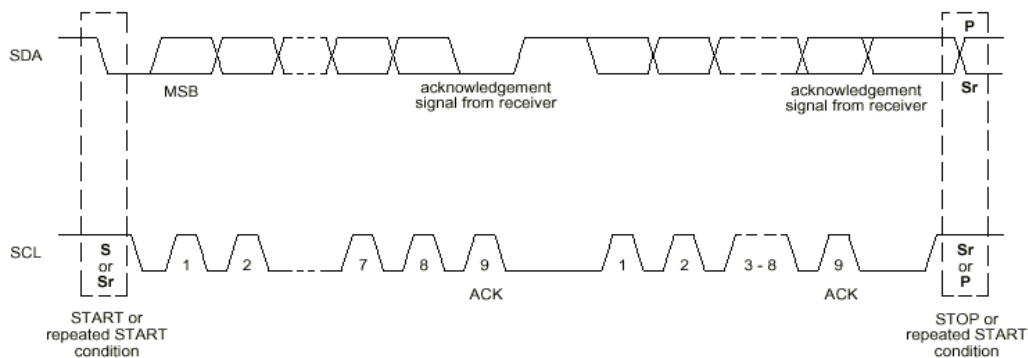 P
SDA
MSB
acknowledgement
signal from receiver
acknowledgement
signal from receiver
Sr
SCL
S
or
Sr
1
2
7
8
9
1
2
3 - 8
9
Sr
or
P
ACK
ACK
START or
repeated START
condition
STOP or
repeated START
condition